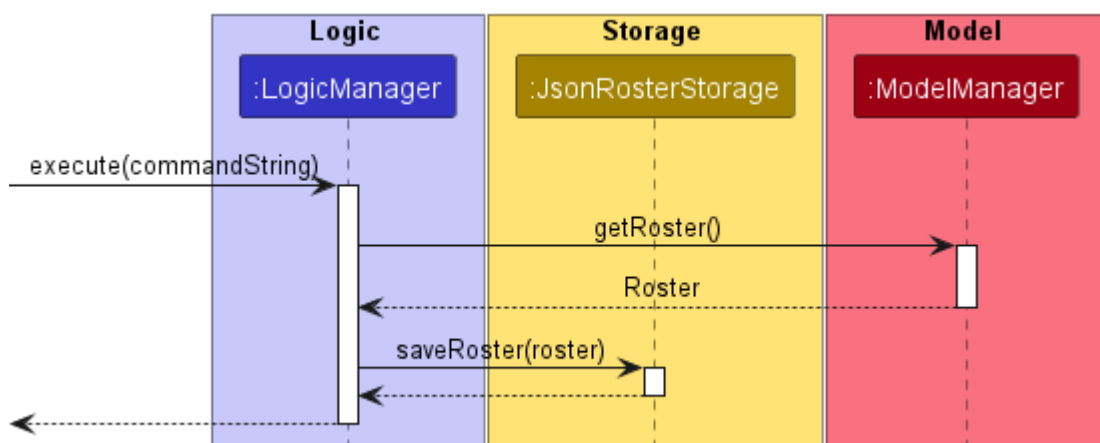 Logic
Storage
Model
:LogicManager
:JsonRosterStorage
:ModelManager
execute(commandString)
getRoster()
Roster
saveRoster(roster)